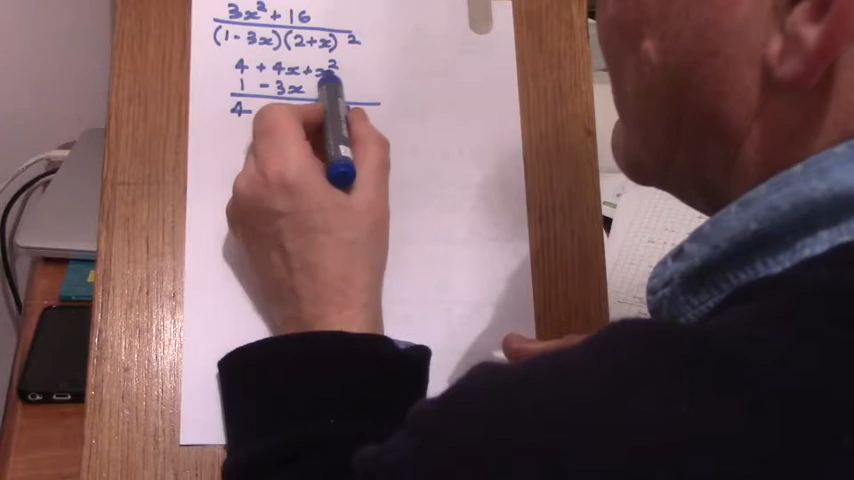 3x² + 16
(1 - 3x)(2+x)²
4 + 4x + x²
1 - 3x
4